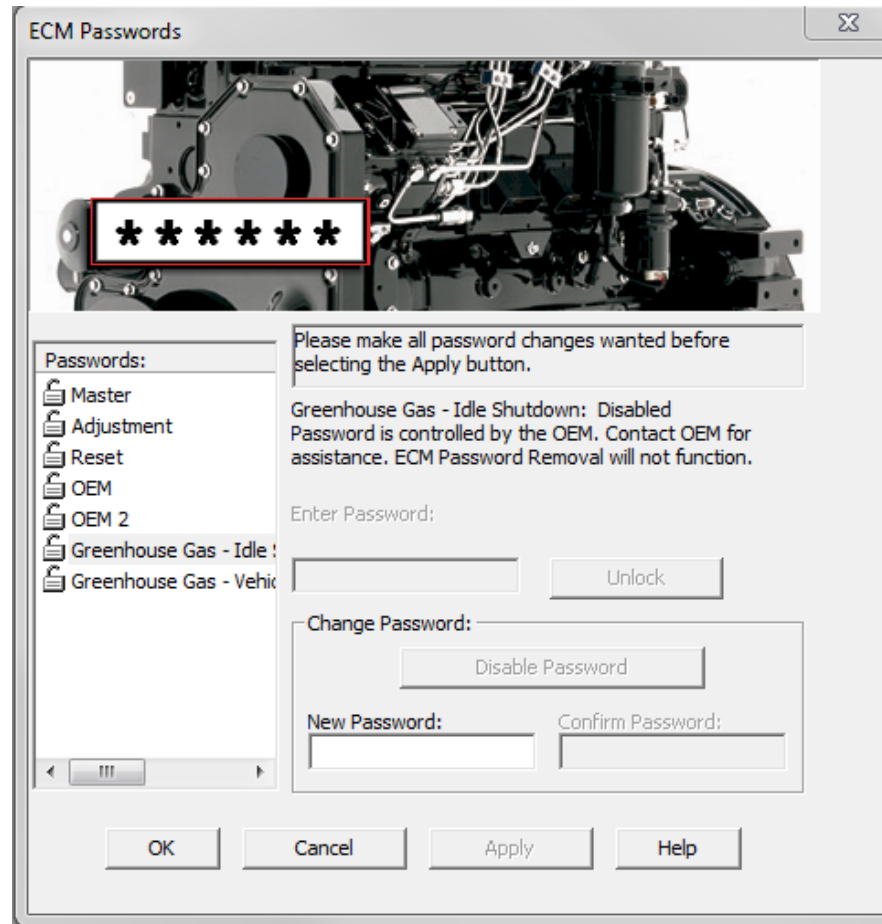 ECM Passwords
******
Passwords:
Master
Adjustment
Reset
OEM
OEM 2
Greenhouse Gas - Idle
Greenhouse Gas - Vehic
Please make all password changes wanted before
selecting the Apply button.
Greenhouse Gas - Idle Shutdown: Disabled
Password is controlled by the OEM. Contact OEM for
assistance. ECM Password Removal will not function.
Enter Password:
Unlock
Change Password:
Disable Password
New Password:
Confirm Password:
OK
Cancel
Apply
Help